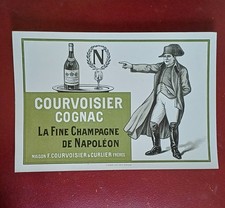 N
COURVOISIER
COGNAC
LA FINE CHAMPAGNE
DE NAPOLÉON
MAISON F. COURVOISIER & CURLIER FRÈRES